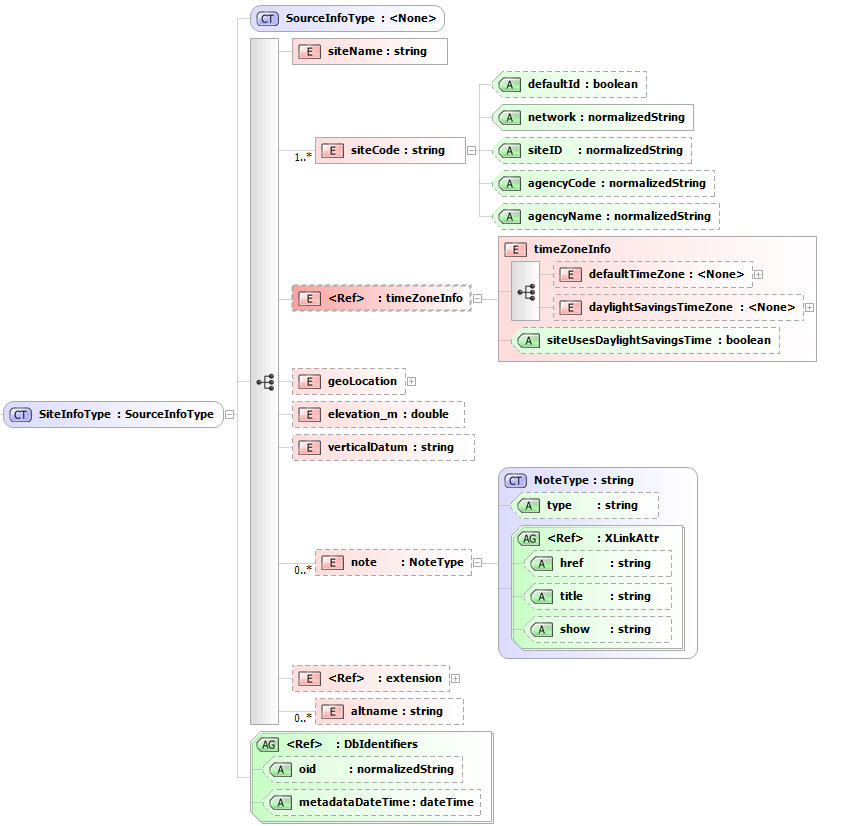 CT SourceInfoType : <None>
E siteName : string
A defaultId : boolean
A network : normalizedString
1..* E siteCode : string
A siteID : normalizedString
A agencyCode : normalizedString
A agencyName : normalizedString
E timeZoneInfo
E defaultTimeZone : <None>
E <Ref> : timeZoneInfo
E daylightSavingsTimeZone : <None>
A siteUsesDaylightSavingsTime : boolean
E geoLocation
CT SiteInfoType : SourceInfoType
E elevation_m : double
E verticalDatum : string
CT NoteType : string
A type : string
AG <Ref> : XLinkAttr
0..* E note : NoteType
A href : string
A title : string
A show : string
E <Ref> : extension
0..* E altname : string
AG <Ref> : DbIdentifiers
A oid : normalizedString
A metadataDateTime : dateTime